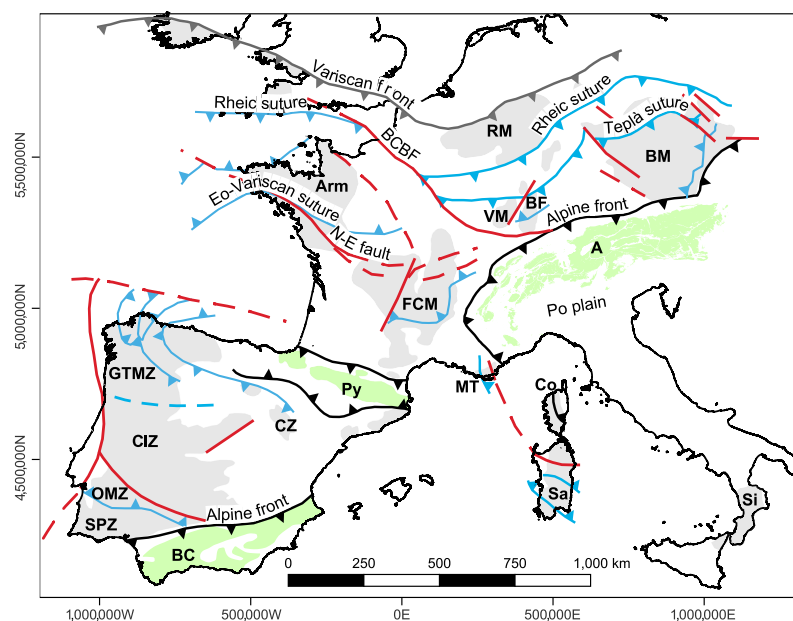 Variscan front
Rheic suture
Rheic suture
Teplà suture
BCBF
RM
BM
5,500,000N
Arm
Eo-Variscan suture
BF
VM
Alpine front
N-E fault
A
FCM
Po plain
5,000,000N
GTMZ
Py
MT
Co
CZ
CIZ
4,500,000N
OMZ
Sa
Si
SPZ
Alpine front
BC
0
250
500
750
1,000 km
1,000,000W
500,000W
0E
500,000E
1,000,000E